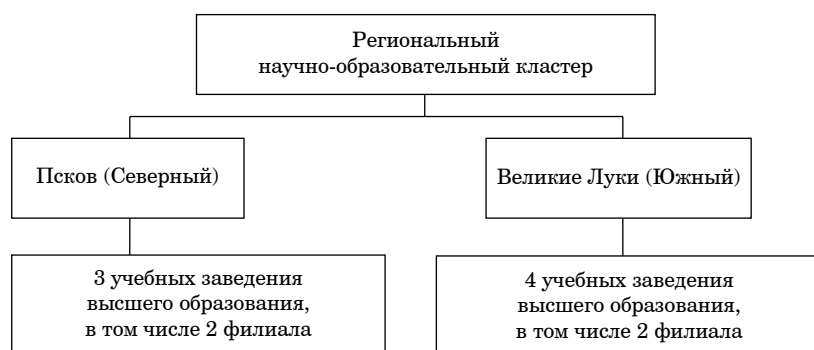 Региональный
научно-образовательный кластер
Псков (Северный)
Великие Луки (Южный)
3 учебных заведения
высшего образования,
в том числе 2 филиала
4 учебных заведения
высшего образования,
в том числе 2 филиала